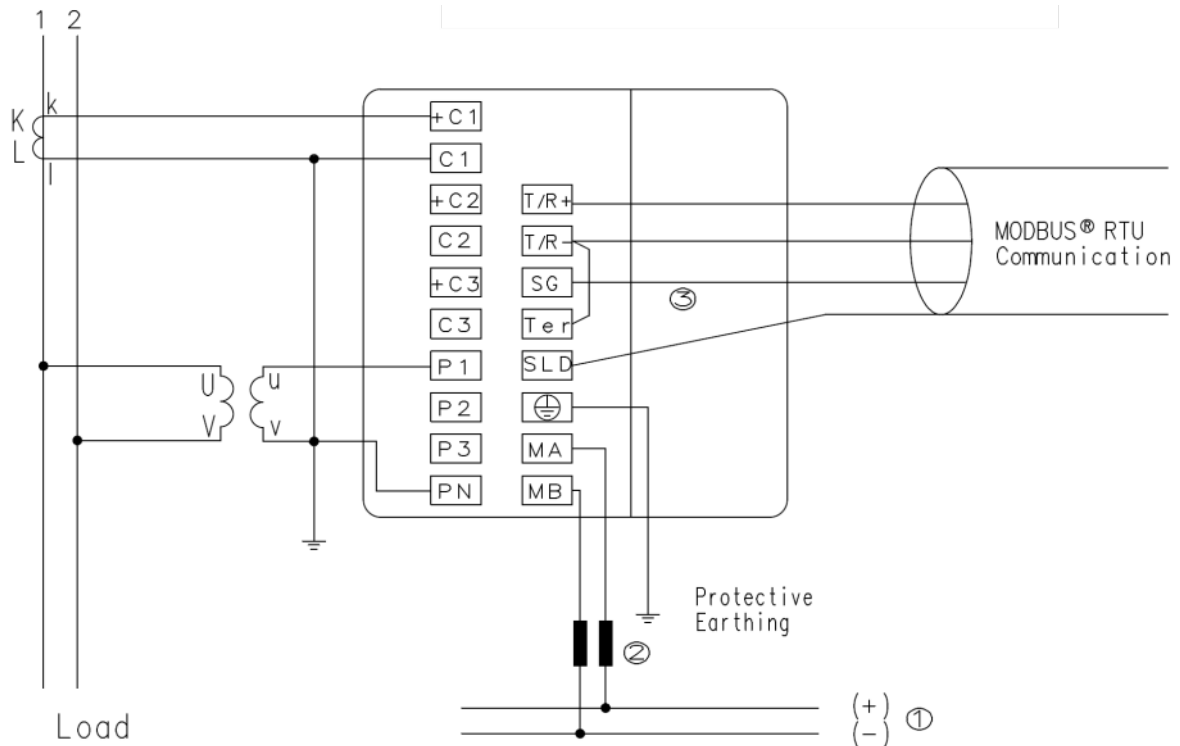 1 2
K
k
L
l
+C1
C1
+C2
C2
+C3
C3
P1
P2
P3
PN
T/R+
T/R-
SG
Ter
SLD
MA
MB
U
V
u
v
③
MODBUS® RTU
Communication
Protective
Earthing
②
Load
(+)
(-)
①